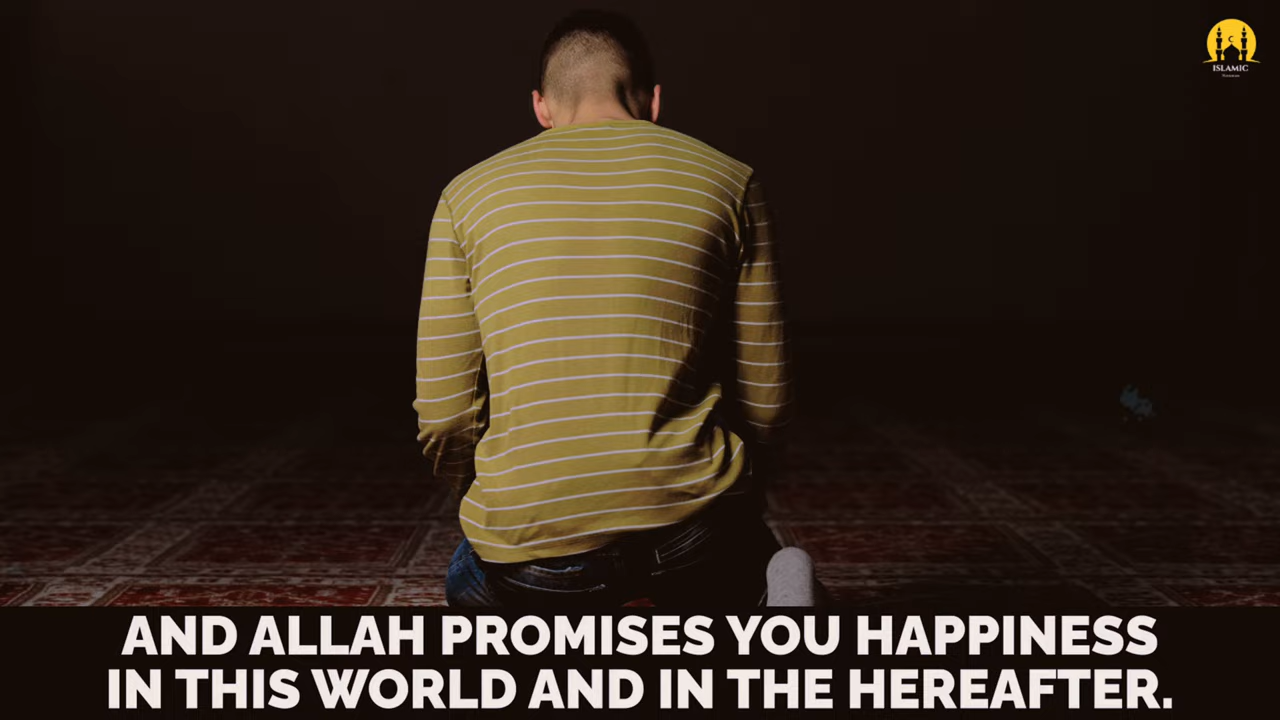 ISLAMIC
AND ALLAH PROMISES YOU HAPPINESS
IN THIS WORLD AND IN THE HEREAFTER.